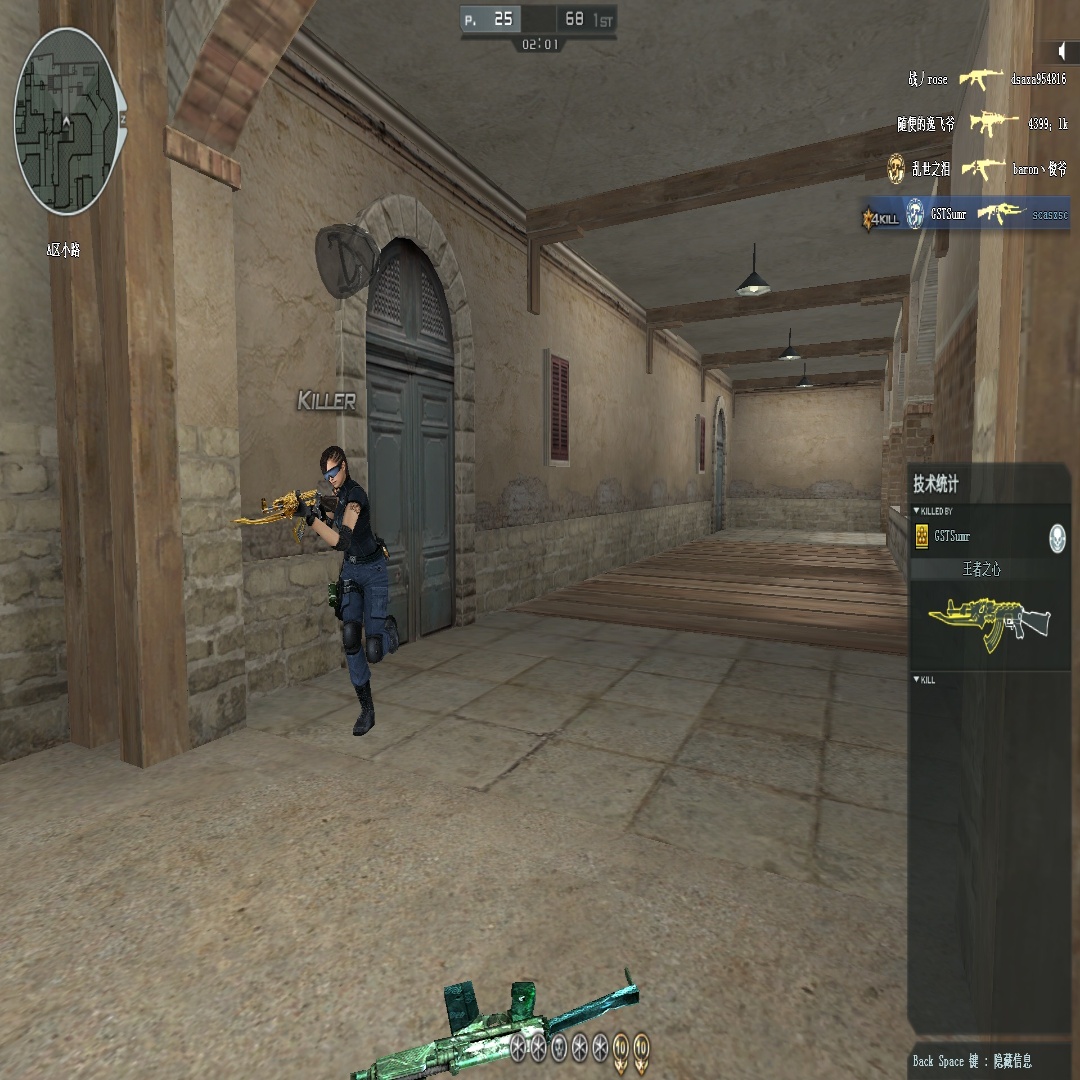 P. 25 68 1ST
02:01
Z
战丿rose dsaza954816
随便的逸飞爷 4399; lk
乱世之泪 baron丶俊爷
4KILL GSTSumr scaszsc
A区小路
KILLER
技术统计
▼KILLED BY
GSTSumr
王者之心
▼KILL
10 10
Back Space 键 : 隐藏信息